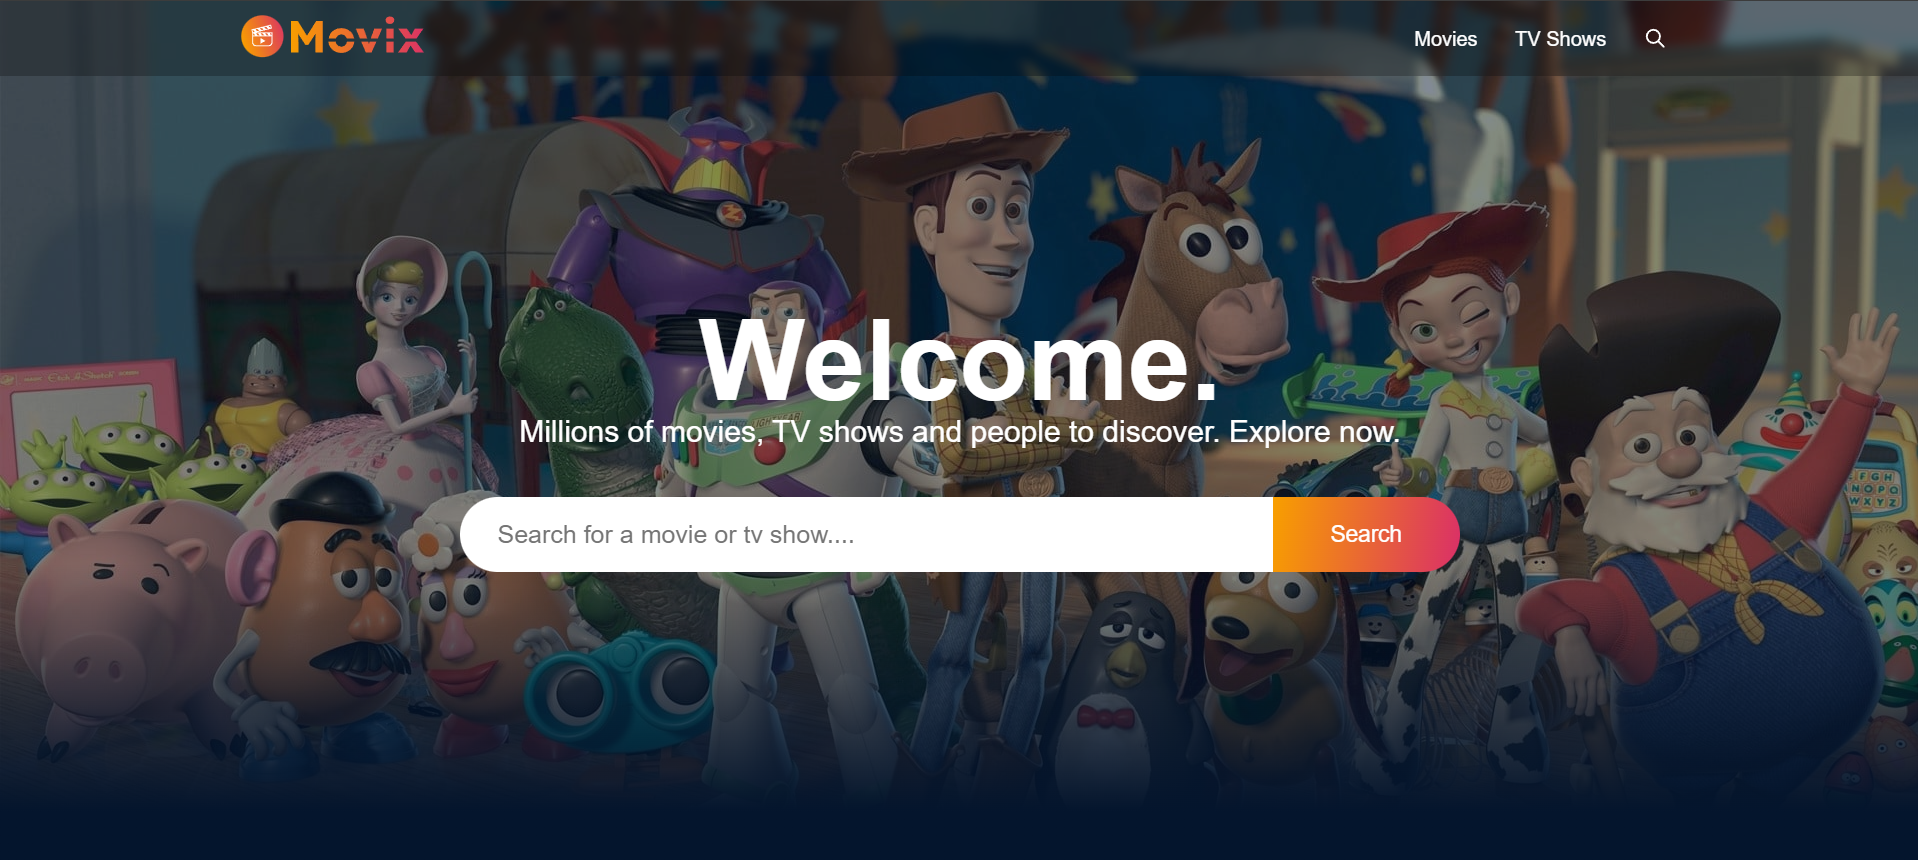 Movix
Movies
TV Shows
Welcome.
Millions of movies, TV shows and people to discover. Explore now.
Search for a movie or tv show....
Search